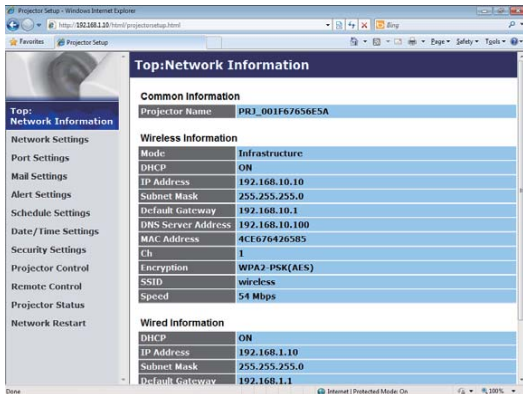 Projector Setup - Windows Internet Explorer
http://192.168.1.10/html/projectorsetup.html
Bing
Favorites
Projector Setup
Page
Safety
Tools
Top:Network Information
Top:
Network Information
Network Settings
Port Settings
Mail Settings
Alert Settings
Schedule Settings
Date/Time Settings
Security Settings
Projector Control
Remote Control
Projector Status
Network Restart
Common Information
Projector Name PRJ_001F67656E5A
Wireless Information
Mode Infrastructure
DHCP ON
IP Address 192.168.10.10
Subnet Mask 255.255.255.0
Default Gateway 192.168.10.1
DNS Server Address 192.168.10.100
MAC Address 4CE676426585
Ch 1
Encryption WPA2-PSK(AES)
SSID wireless
Speed 54 Mbps
Wired Information
DHCP ON
IP Address 192.168.1.10
Subnet Mask 255.255.255.0
Default Gateway 192.168.1.1
Done
Internet | Protected Mode: On
100%